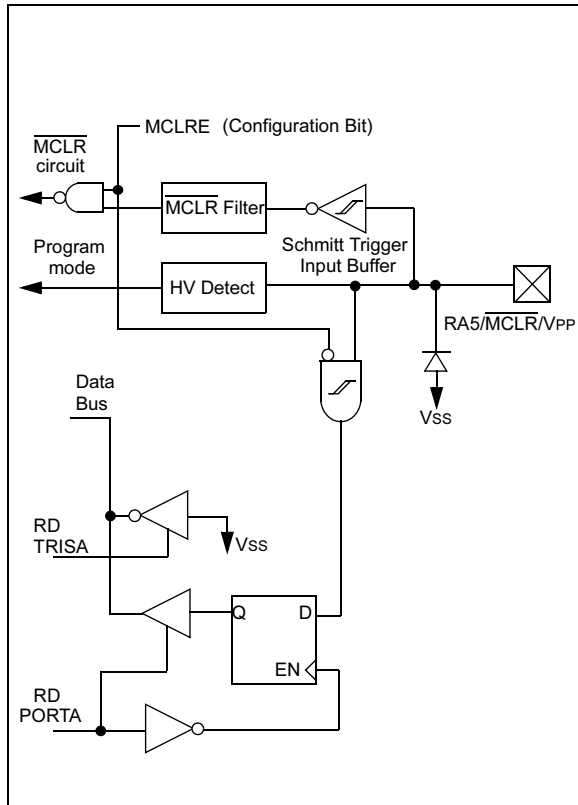 MCLRE (Configuration Bit)
MCLR
circuit
MCLR Filter
Schmitt Trigger
Input Buffer
Program
mode
HV Detect
RA5/MCLR/VPP
VSS
Data
Bus
RD
TRISA
VSS
Q
D
EN
RD
PORTA